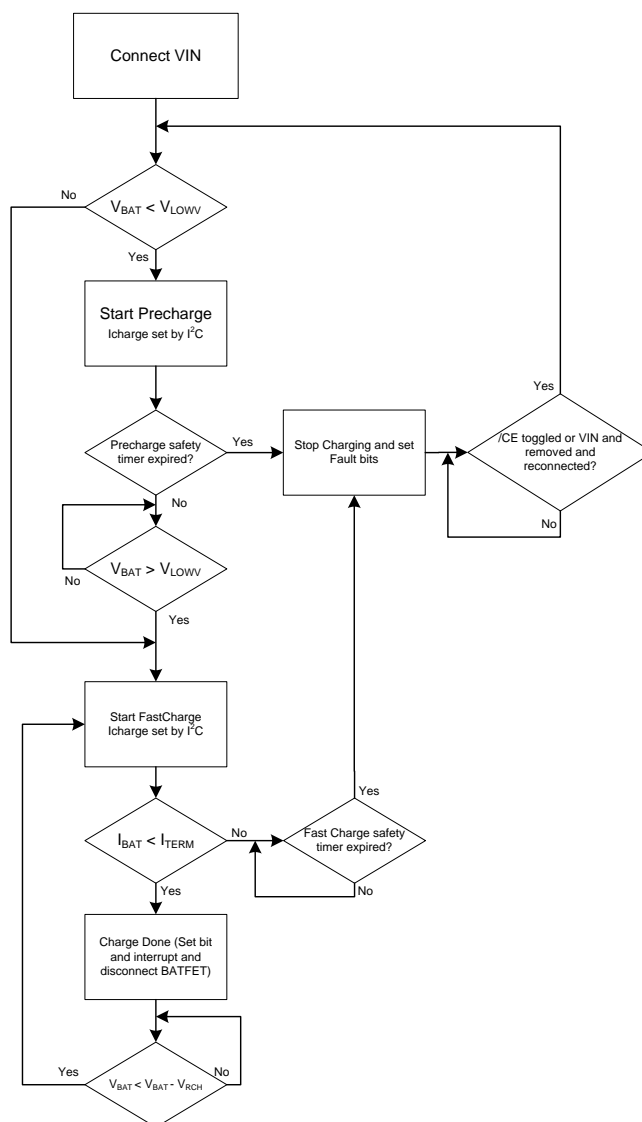 Connect VIN
No
VBAT < VLOWV
Yes
Start Precharge
Icharge set by I2C
Yes
Precharge safety
timer expired?
Yes
Stop Charging and set
Fault bits
/CE toggled or VIN and
removed and
reconnected?
No
No
VBAT > VLOWV
No
Yes
Start FastCharge
Icharge set by I2C
Yes
IBAT < ITERM
No
Fast Charge safety
timer expired?
Yes
No
Charge Done (Set bit
and interrupt and
disconnect BATFET)
Yes
No
VBAT < VBAT - VRCH